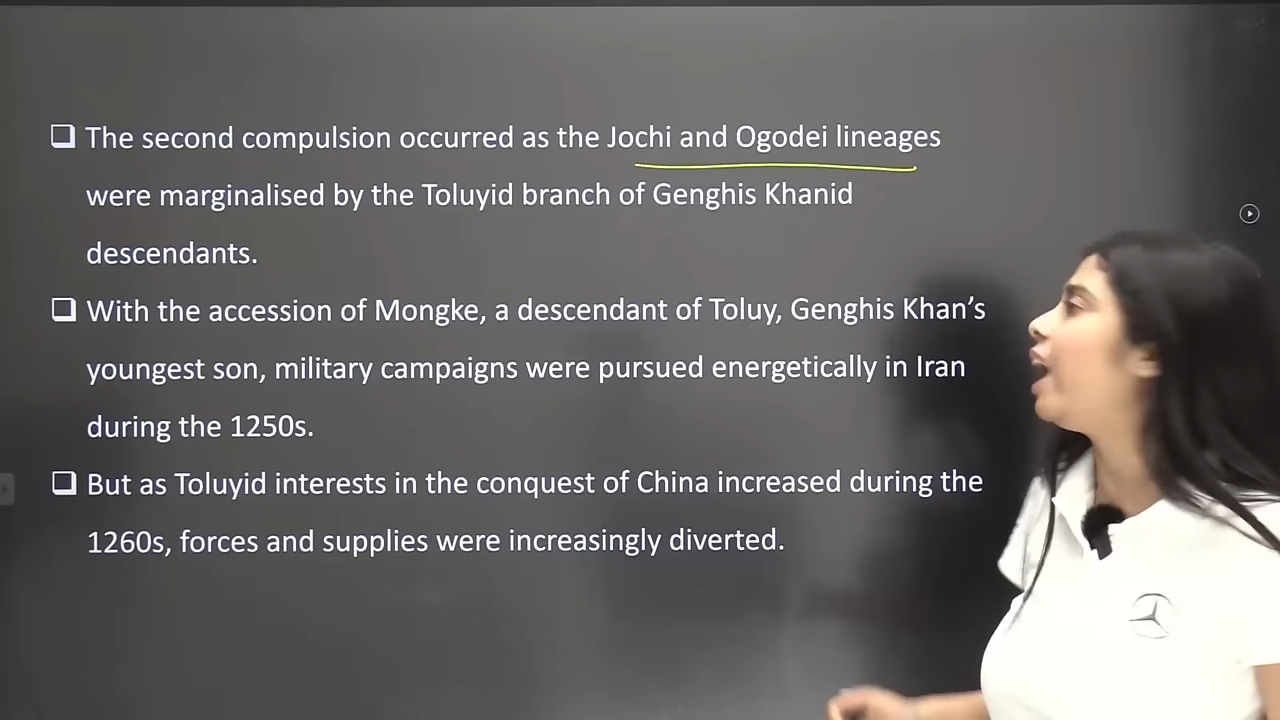 The second compulsion occurred as the Jochi and Ogodei lineages
were marginalised by the Toluyid branch of Genghis Khanid
descendants.
With the accession of Mongke, a descendant of Toluy, Genghis Khan’s
youngest son, military campaigns were pursued energetically in Iran
during the 1250s.
But as Toluyid interests in the conquest of China increased during the
1260s, forces and supplies were increasingly diverted.